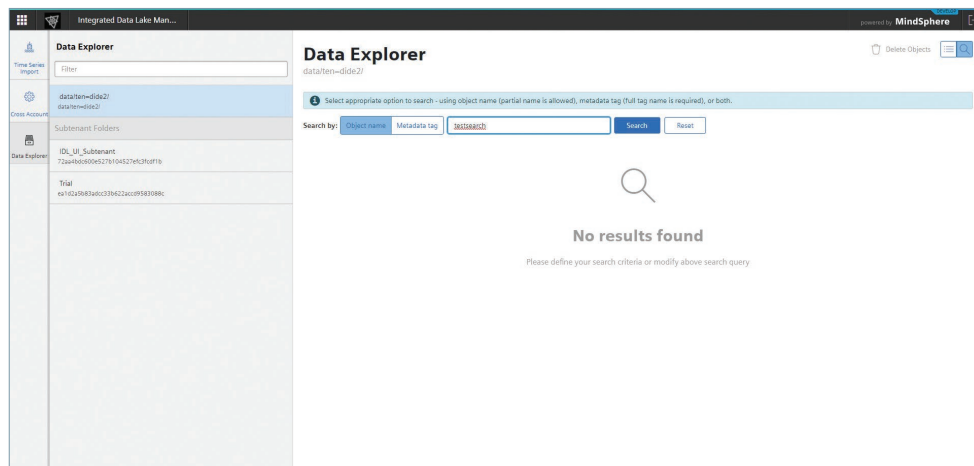 Integrated Data Lake Man...
powered by MindSphere
Time Series
Import
Cross Account
Data Explorer
Data Explorer
Filter
data/ten=dide2/
data/ten=dide2/
Subtenant Folders
IDL_UI_Subtenant
72aa4bdc600e527b104527efc3fcdf1b
Trial
ea1d2a5b83adcc33b622accd9583086c
Data Explorer
data/ten=dide2/
Delete Objects
Select appropriate option to search - using object name (partial name is allowed), metadata tag (full tag name is required), or both.
Search by: Object name Metadata tag testsearch Search Reset
No results found
Please define your search criteria or modify above search query